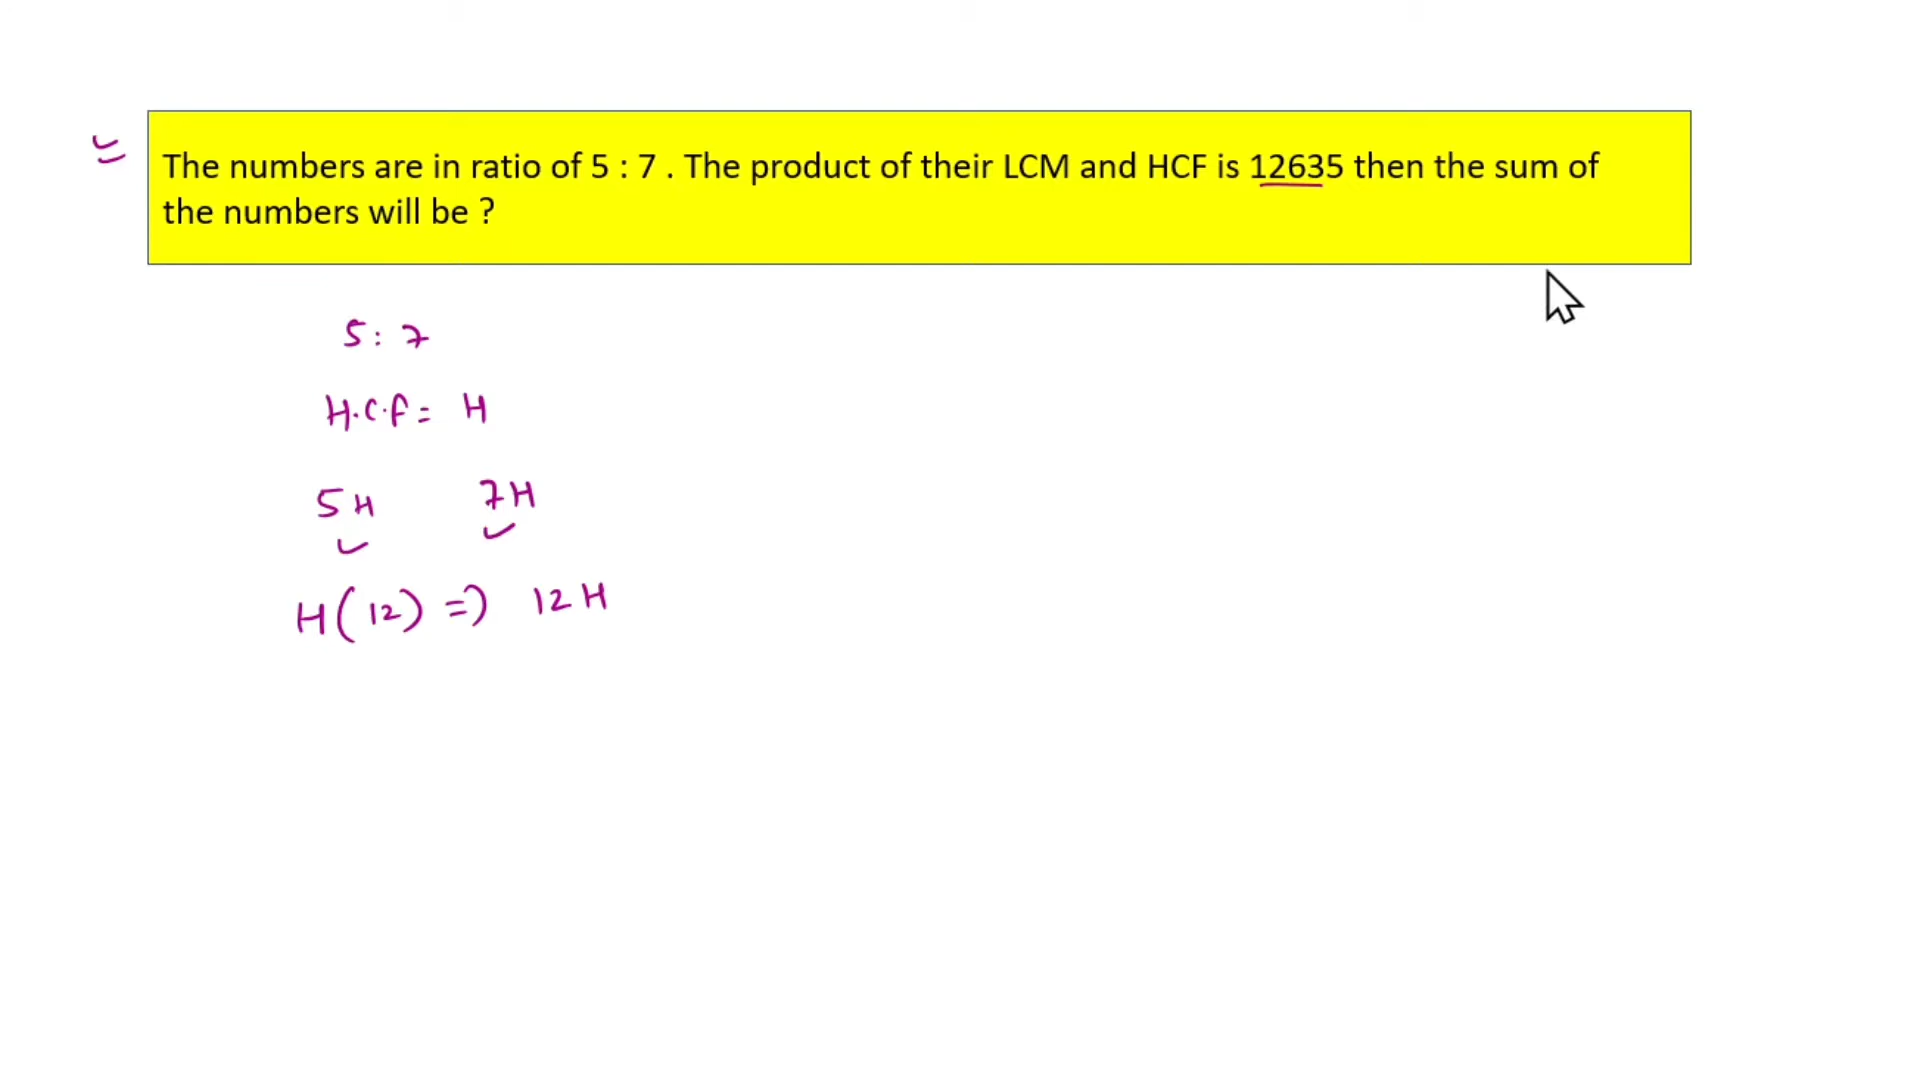 The numbers are in ratio of 5 : 7 . The product of their LCM and HCF is 12635 then the sum of
the numbers will be ?
5 : 7
H.C.F = H
5H 7H
H(12) => 12H